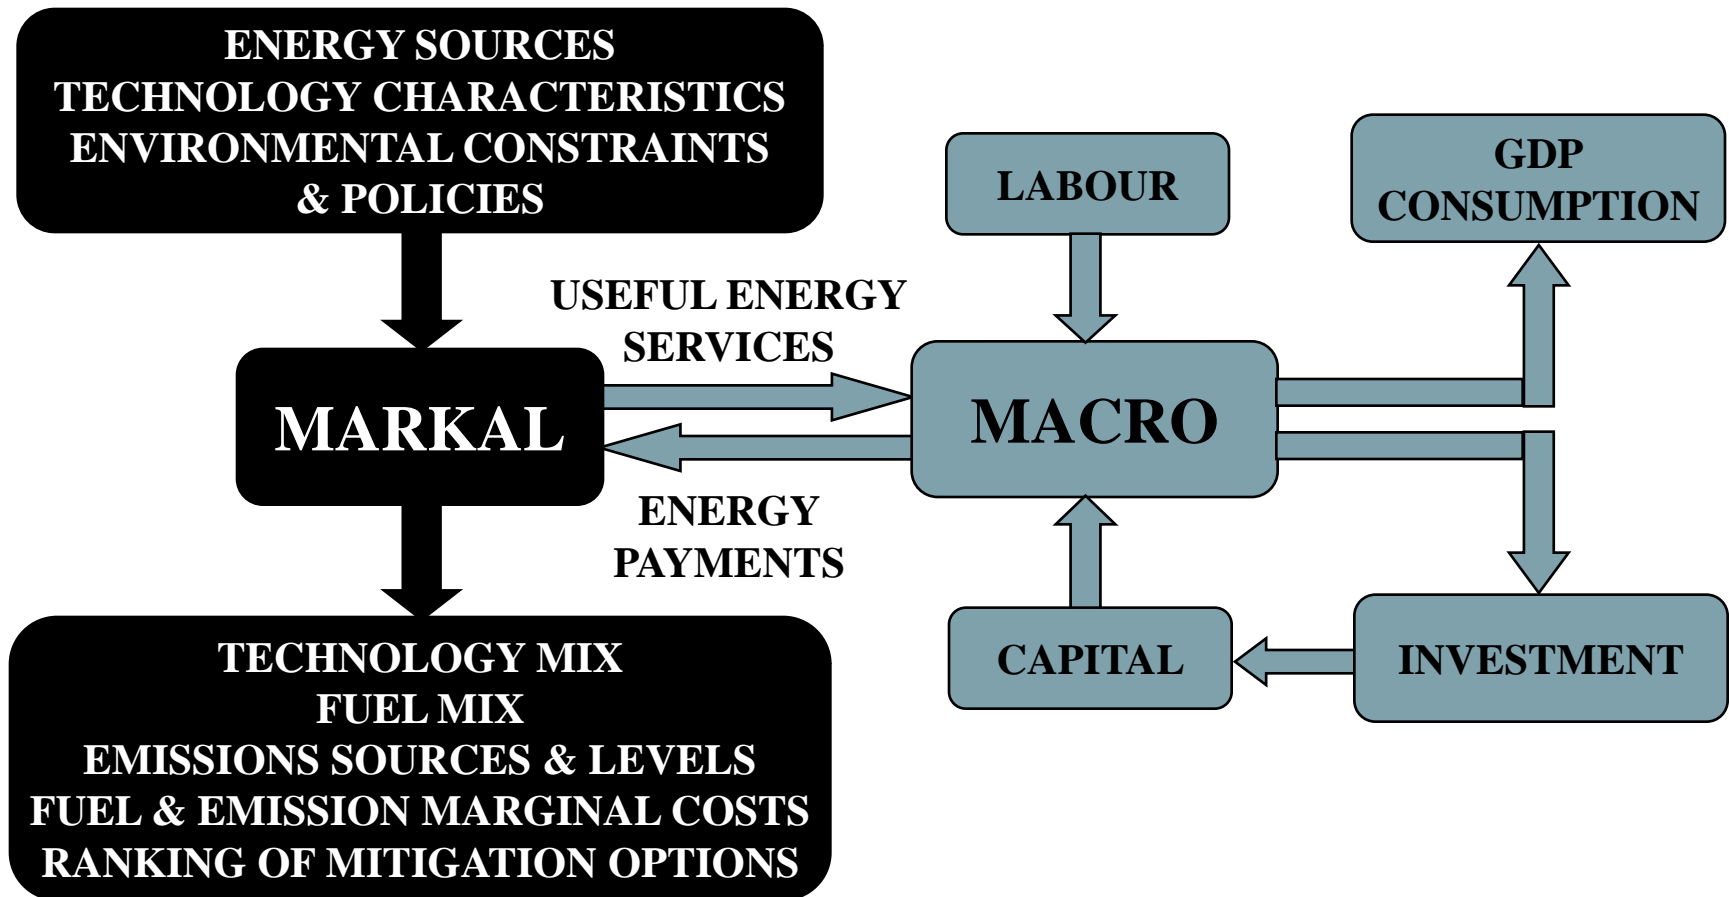 ENERGY SOURCES
TECHNOLOGY CHARACTERISTICS
ENVIRONMENTAL CONSTRAINTS
& POLICIES
LABOUR
GDP
CONSUMPTION
USEFUL ENERGY
SERVICES
MARKAL
MACRO
ENERGY
PAYMENTS
CAPITAL
INVESTMENT
TECHNOLOGY MIX
FUEL MIX
EMISSIONS SOURCES & LEVELS
FUEL & EMISSION MARGINAL COSTS
RANKING OF MITIGATION OPTIONS